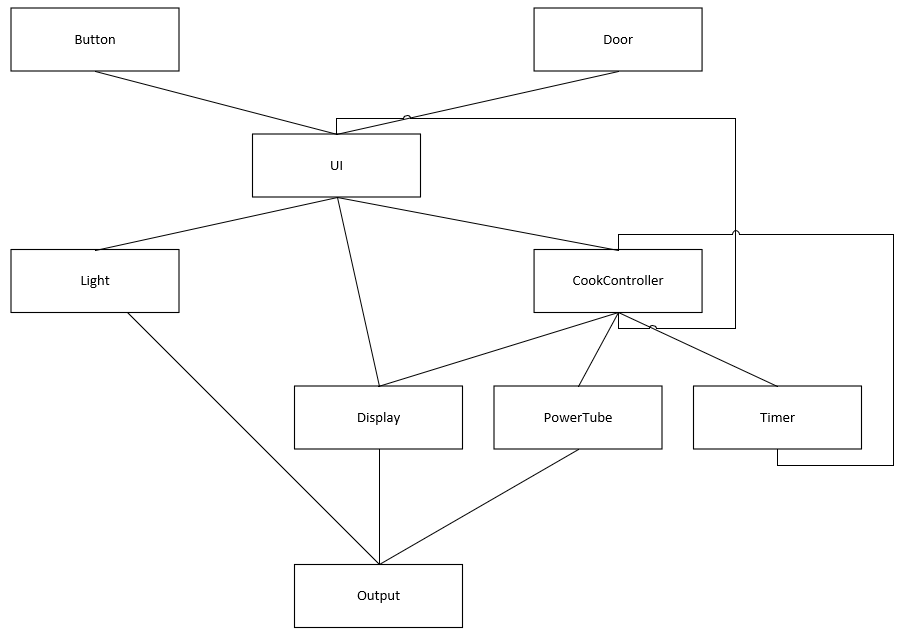 Button
Door
UI
Light
CookController
Display
PowerTube
Timer
Output